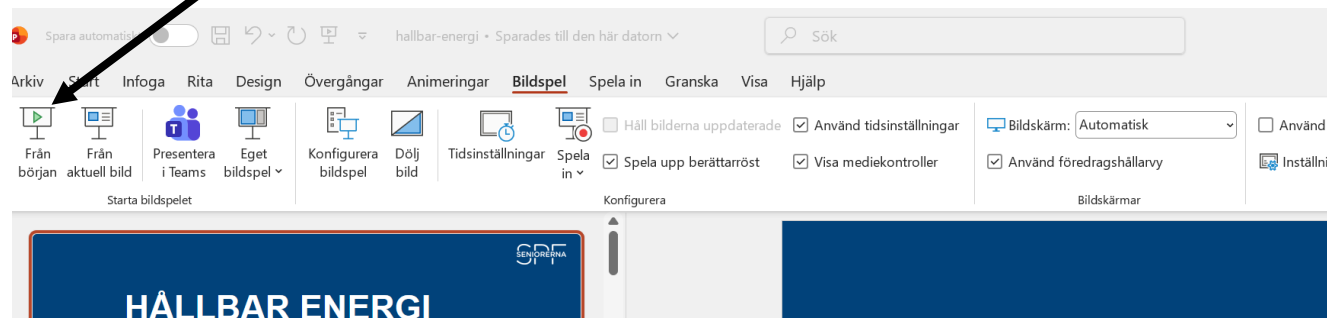 Spara automatiskt
hallbar-energi • Sparades till den här datorn
Sök
Arkiv Start Infoga Rita Design Övergångar Animeringar Bildspel Spela in Granska Visa Hjälp
Från början
Från aktuell bild
Presentera i Teams
Eget bildspel
Starta bildspelet
Konfigurera bildspel
Dölj bild
Tidsinställningar
Spela in
Håll bilderna uppdaterade
Spela upp berättarröst
Använd tidsinställningar
Visa mediekontroller
Konfigurera
Bildskärm: Automatisk
Använd föredragshållarvy
Bildskärmar
Använd
SENIORERNA
SPF
HÅLLBAR ENERGI